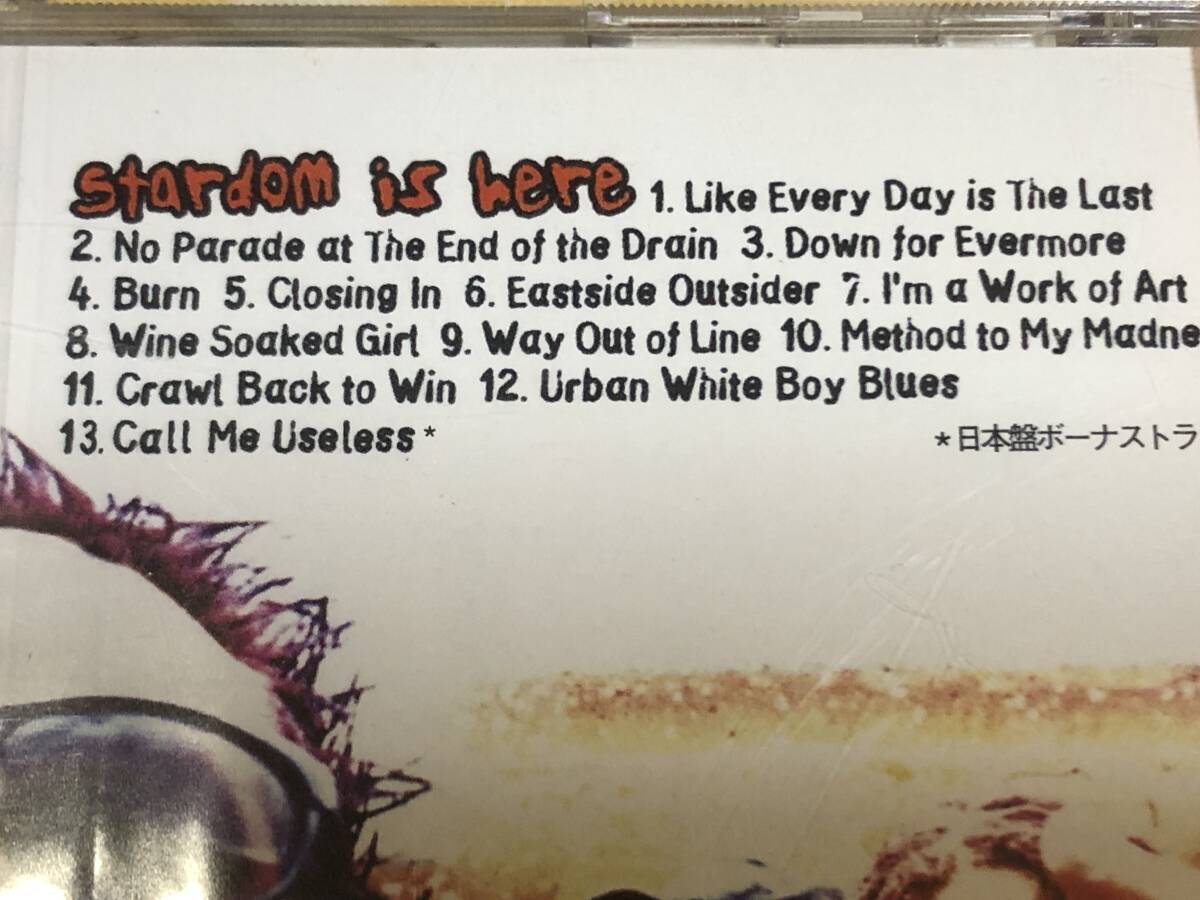 stardom is here 1. Like Every Day is The Last
2. No Parade at The End of the Drain 3. Down for Evermore
4. Burn 5. Closing In 6. Eastside Outsider 7. I'm a Work of Art
8. Wine Soaked Girl 9. Way Out of Line 10. Method to My Madne
11. Crawl Back to Win 12. Urban White Boy Blues
13. Call Me Useless* *日本盤ボーナストラ